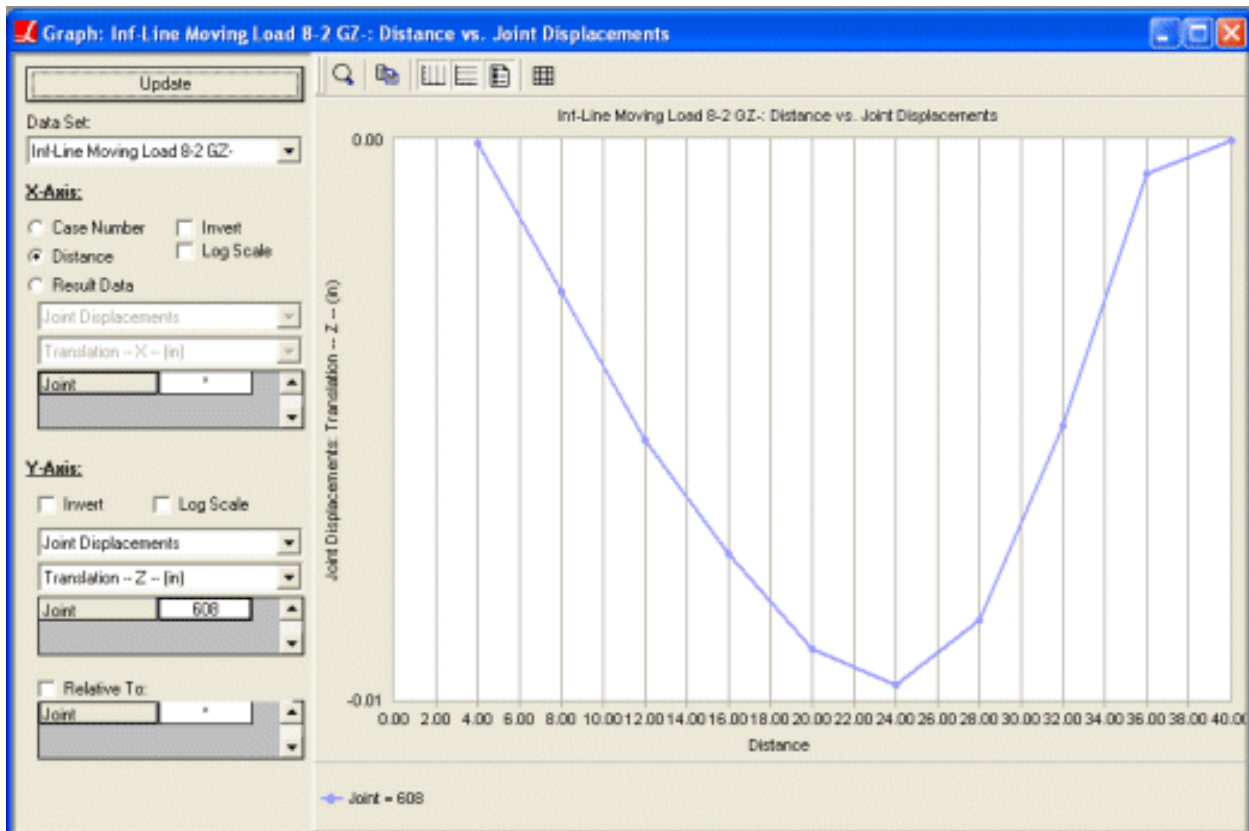 Graph: Inf-Line Moving Load 8-2 GZ-: Distance vs. Joint Displacements
Update
Data Set:
Inf-Line Moving Load 8-2 GZ-
X-Axis:
Case Number
Invert
Distance
Log Scale
Result Data
Joint Displacements
Translation -- X -- (in)
Joint *
Y-Axis:
Invert
Log Scale
Joint Displacements
Translation -- Z -- (in)
Joint 608
Relative To:
Joint *
Inf-Line Moving Load 8-2 GZ-: Distance vs. Joint Displacements
0.00
Joint Displacements: Translation -- Z -- (in)
-0.01
0.00 2.00 4.00 6.00 8.00 10.00 12.00 14.00 16.00 18.00 20.00 22.00 24.00 26.00 28.00 30.00 32.00 34.00 36.00 38.00 40.00
Distance
Joint = 608